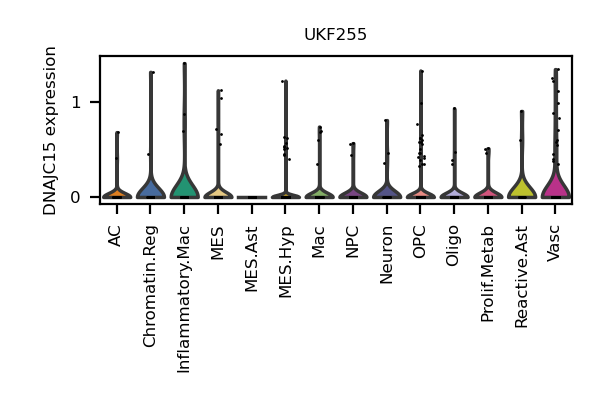 UKF255
DNAJC15 expression
1
0
AC
Chromatin.Reg
Inflammatory.Mac
MES
MES.Ast
MES.Hyp
Mac
NPC
Neuron
OPC
Oligo
Prolif.Metab
Reactive.Ast
Vasc